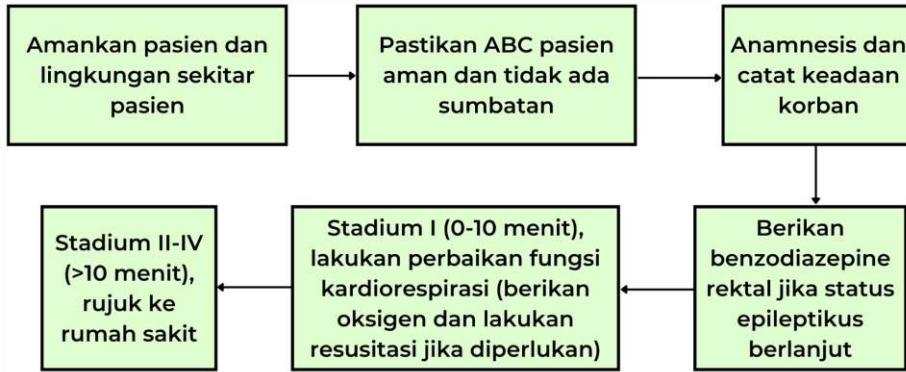 Amankan pasien dan
lingkungan sekitar
pasien
Pastikan ABC pasien
aman dan tidak ada
sumbatan
Anamnesis dan
catat keadaan
korban
Berikan
benzodiazepine
rektal jika status
epileptikus
berlanjut
Stadium I (0-10 menit),
lakukan perbaikan fungsi
kardiorespirasi (berikan
oksigen dan lakukan
resusitasi jika diperlukan)
Stadium II-IV
(>10 menit),
rujuk ke
rumah sakit